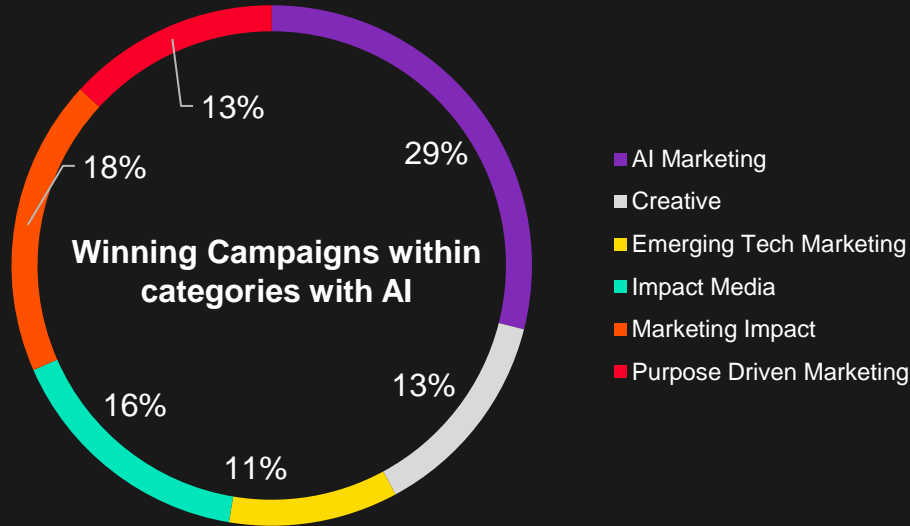 13%
29%
18%
Winning Campaigns within
categories with AI
13%
16%
11%
AI Marketing
Creative
Emerging Tech Marketing
Impact Media
Marketing Impact
Purpose Driven Marketing